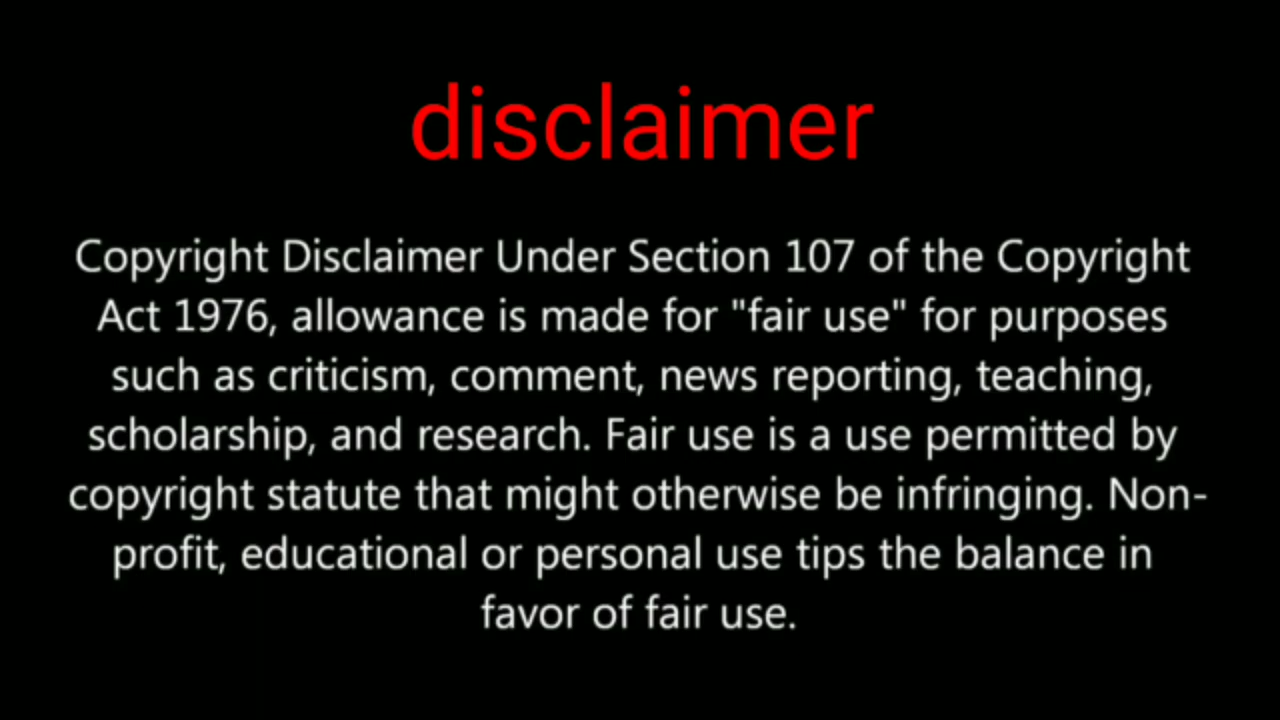 disclaimer
Copyright Disclaimer Under Section 107 of the Copyright
Act 1976, allowance is made for "fair use" for purposes
such as criticism, comment, news reporting, teaching,
scholarship, and research. Fair use is a use permitted by
copyright statute that might otherwise be infringing. Non-
profit, educational or personal use tips the balance in
favor of fair use.